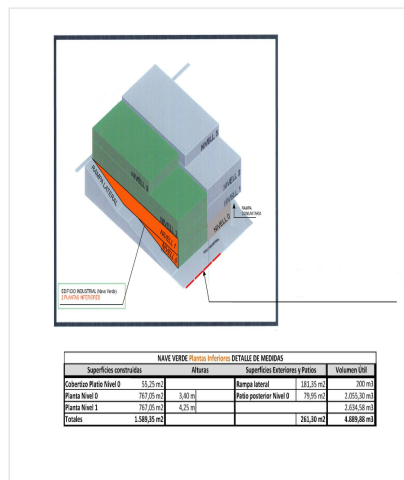 NIVELL 5
NIVELL 3
RAMPA LATERAL
NIVELL 0
NIVELL 1
RAMPA COMUNITARIA
EDIFICIO INDUSTRIAL (Nave Verde)
2 PLANTAS INFERIORES
NAVE VERDE Plantas Inferiores DETALLE DE MEDIDAS
Superficies construidas Alturas Superficies Exteriores y Patios Volumen Útil
Cobertizo Platio Nivel 0 55,25 m2 Rampa lateral 181,35 m2 200 m3
Planta Nivel 0 767,05 m2 3,40 m Patio posterior Nivel 0 79,95 m2 2.055,30 m3
Planta Nivel 1 767,05 m2 4,25 m 2.634,58 m3
Totales 1.589,35 m2 261,30 m2 4.889,88 m3